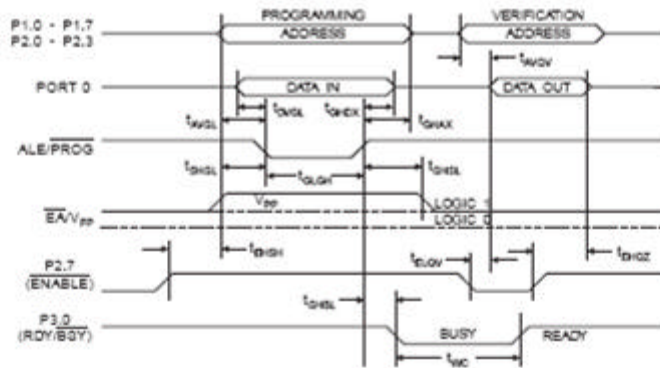 PROGRAMMING VERIFICATION
P1.0 - P1.7
P2.0 - P2.3
ADDRESS ADDRESS
tAVQV
PORT 0 DATA IN DATA OUT
tDVGL tGHDX
tAVGL tGHAX
ALE/PROG
tSHGL tGLGH tGHSL
VPP LOGIC 1
EA/VPP LOGIC 0
tEHSH tEHQZ
P2.7
(ENABLE)
tELQV
tGHBL
P3.0
(RDY/BSY)
BUSY READY
tWC